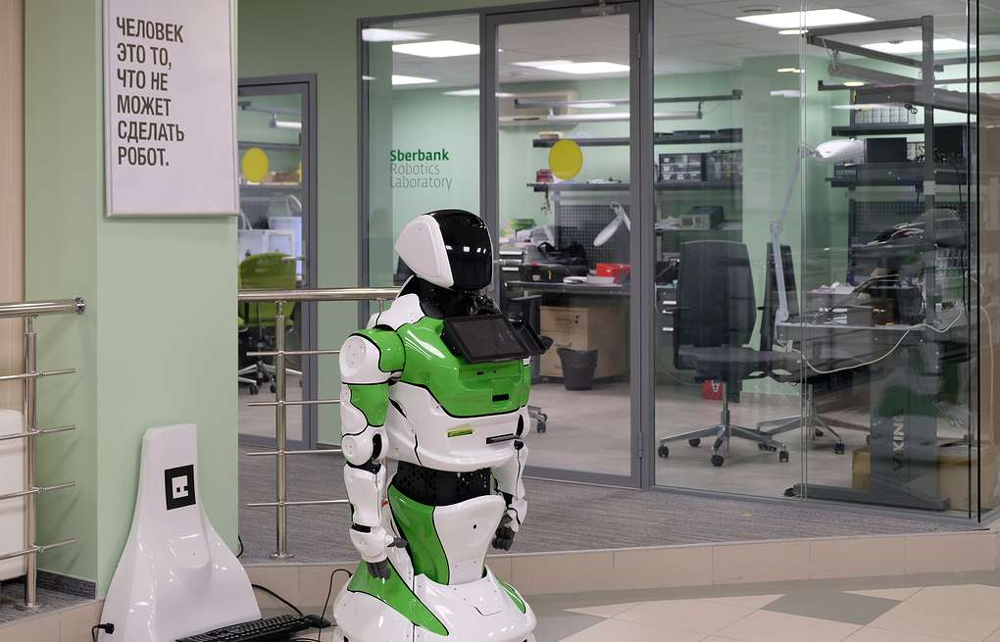 ЧЕЛОВЕК
ЭТО ТО,
ЧТО НЕ
МОЖЕТ
СДЕЛАТЬ
РОБОТ.
Sberbank
Robotics
Laboratory